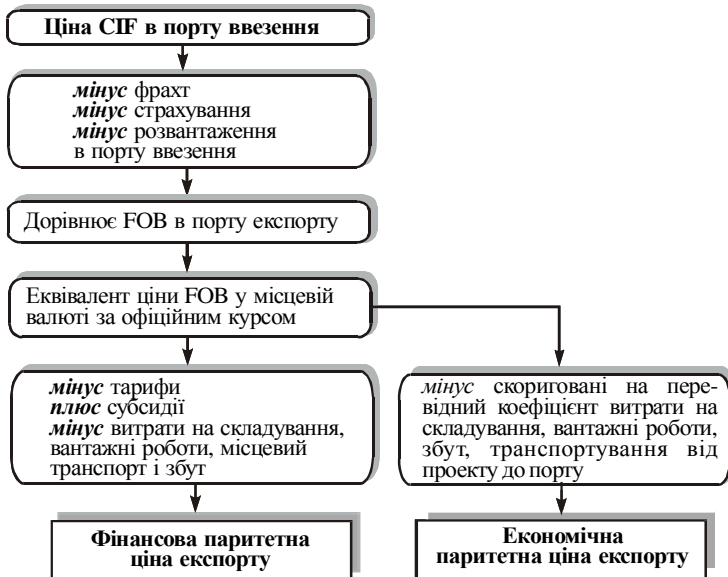 Ціна CIF в порту ввезення
мінус фрахт
мінус страхування
мінус розвантаження
в порту ввезення
Дорівнює FOB в порту експорту
Еквівалент ціни FOB у місцевій
валюті за офіційним курсом
мінус тарифи
плюс субсидії
мінус витрати на складування,
вантажні роботи, місцевий
транспорт і збут
мінус скориговані на пере-
відний коефіцієнт витрати на
складування, вантажні роботи,
збут, транспортування від
проекту до порту
Фінансова паритетна
ціна експорту
Економічна
паритетна ціна експорту